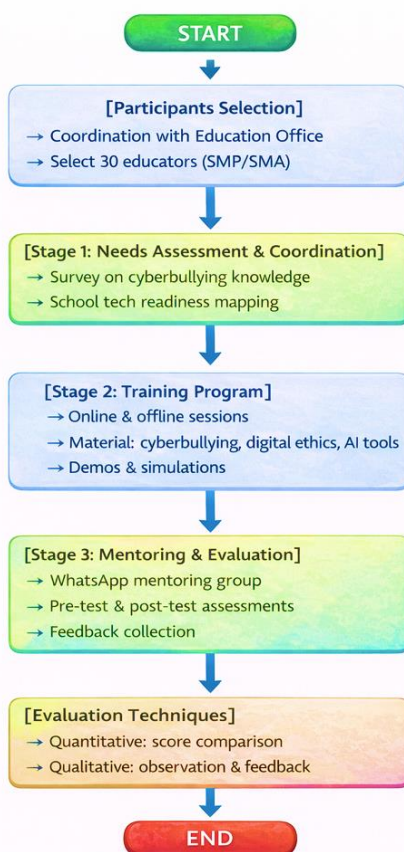 START
[Participants Selection]
→ Coordination with Education Office
→ Select 30 educators (SMP/SMA)
[Stage 1: Needs Assessment & Coordination]
→ Survey on cyberbullying knowledge
→ School tech readiness mapping
[Stage 2: Training Program]
→ Online & offline sessions
→ Material: cyberbullying, digital ethics, AI tools
→ Demos & simulations
[Stage 3: Mentoring & Evaluation]
→ WhatsApp mentoring group
→ Pre-test & post-test assessments
→ Feedback collection
[Evaluation Techniques]
→ Quantitative: score comparison
→ Qualitative: observation & feedback
END